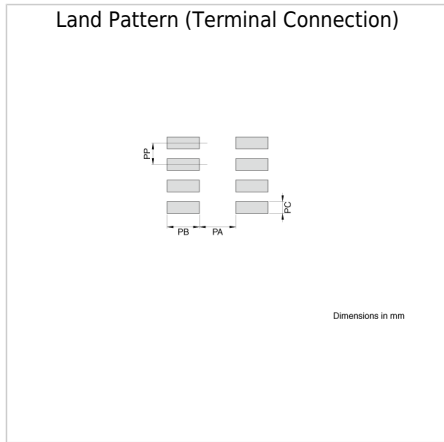 Land Pattern (Terminal Connection)
PP
PC
PB
PA
Dimensions in mm